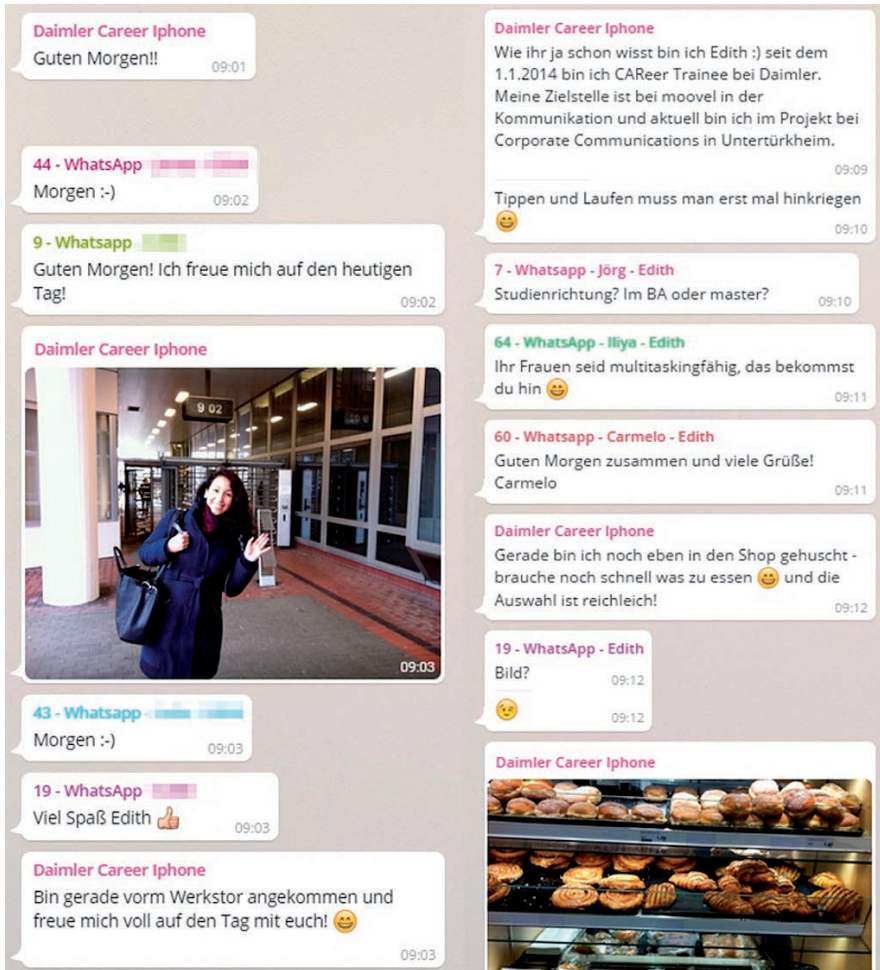 Daimler Career Iphone
Guten Morgen!!
09:01
44 - WhatsApp
Morgen :-)
09:02
9 - Whatsapp
Guten Morgen! Ich freue mich auf den heutigen
Tag!
09:02
Daimler Career Iphone
9 02
09:03
43 - Whatsapp
Morgen :-)
09:03
19 - WhatsApp
Viel Spaß Edith
09:03
Daimler Career Iphone
Bin gerade vorm Werkstor angekommen und
freue mich voll auf den Tag mit euch!
09:03
Daimler Career Iphone
Wie ihr ja schon wisst bin ich Edith :) seit dem
1.1.2014 bin ich CAReer Trainee bei Daimler.
Meine Zielstelle ist bei moovel in der
Kommunikation und aktuell bin ich im Projekt bei
Corporate Communications in Untertürkheim.
09:09
Tippen und Laufen muss man erst mal hinkriegen
09:10
7 - Whatsapp - Jörg - Edith
Studienrichtung? Im BA oder master?
09:10
64 - WhatsApp - Iliya - Edith
Ihr Frauen seid multitaskingfähig, das bekommst
du hin
09:11
60 - Whatsapp - Carmelo - Edith
Guten Morgen zusammen und viele Grüße!
Carmelo
09:11
Daimler Career Iphone
Gerade bin ich noch eben in den Shop gehuscht -
brauche noch schnell was zu essen und die
Auswahl ist reichleich!
09:12
19 - WhatsApp - Edith
Bild?
09:12
09:12
Daimler Career Iphone